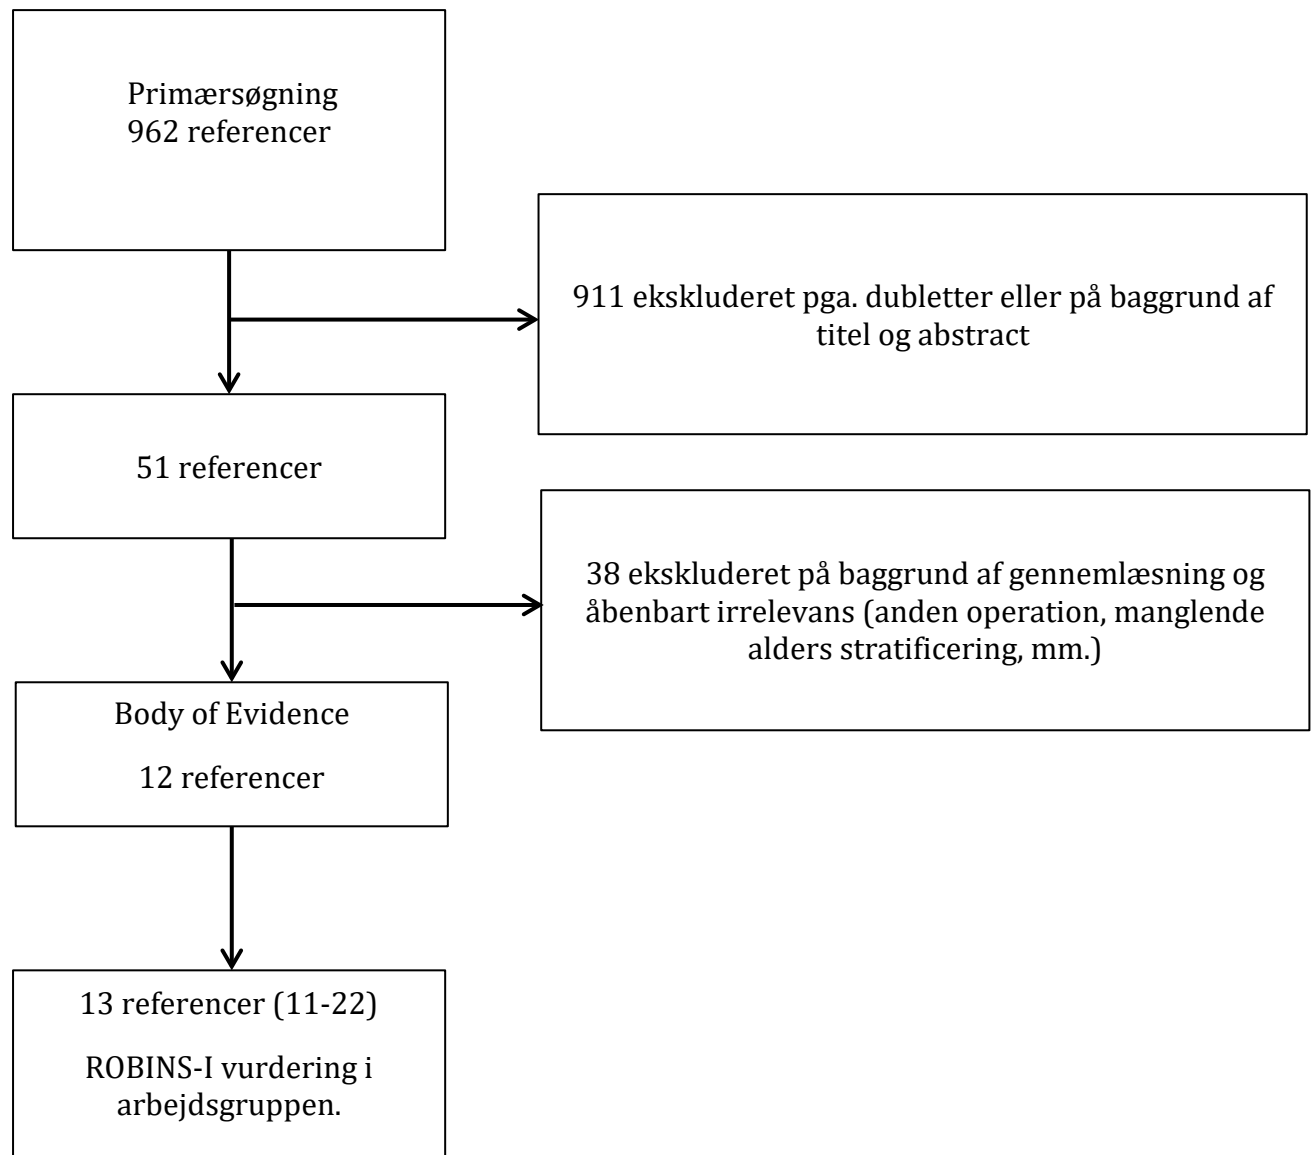 Primærsøgning
962 referencer
911 ekskluderet pga. dubletter eller på baggrund af
titel og abstract
51 referencer
38 ekskluderet på baggrund af gennemlæsning og
åbenbart irrelevans (anden operation, manglende
alders stratificering, mm.)
Body of Evidence
12 referencer
13 referencer (11-22)
ROBINS-I vurdering i
arbejdsgruppen.